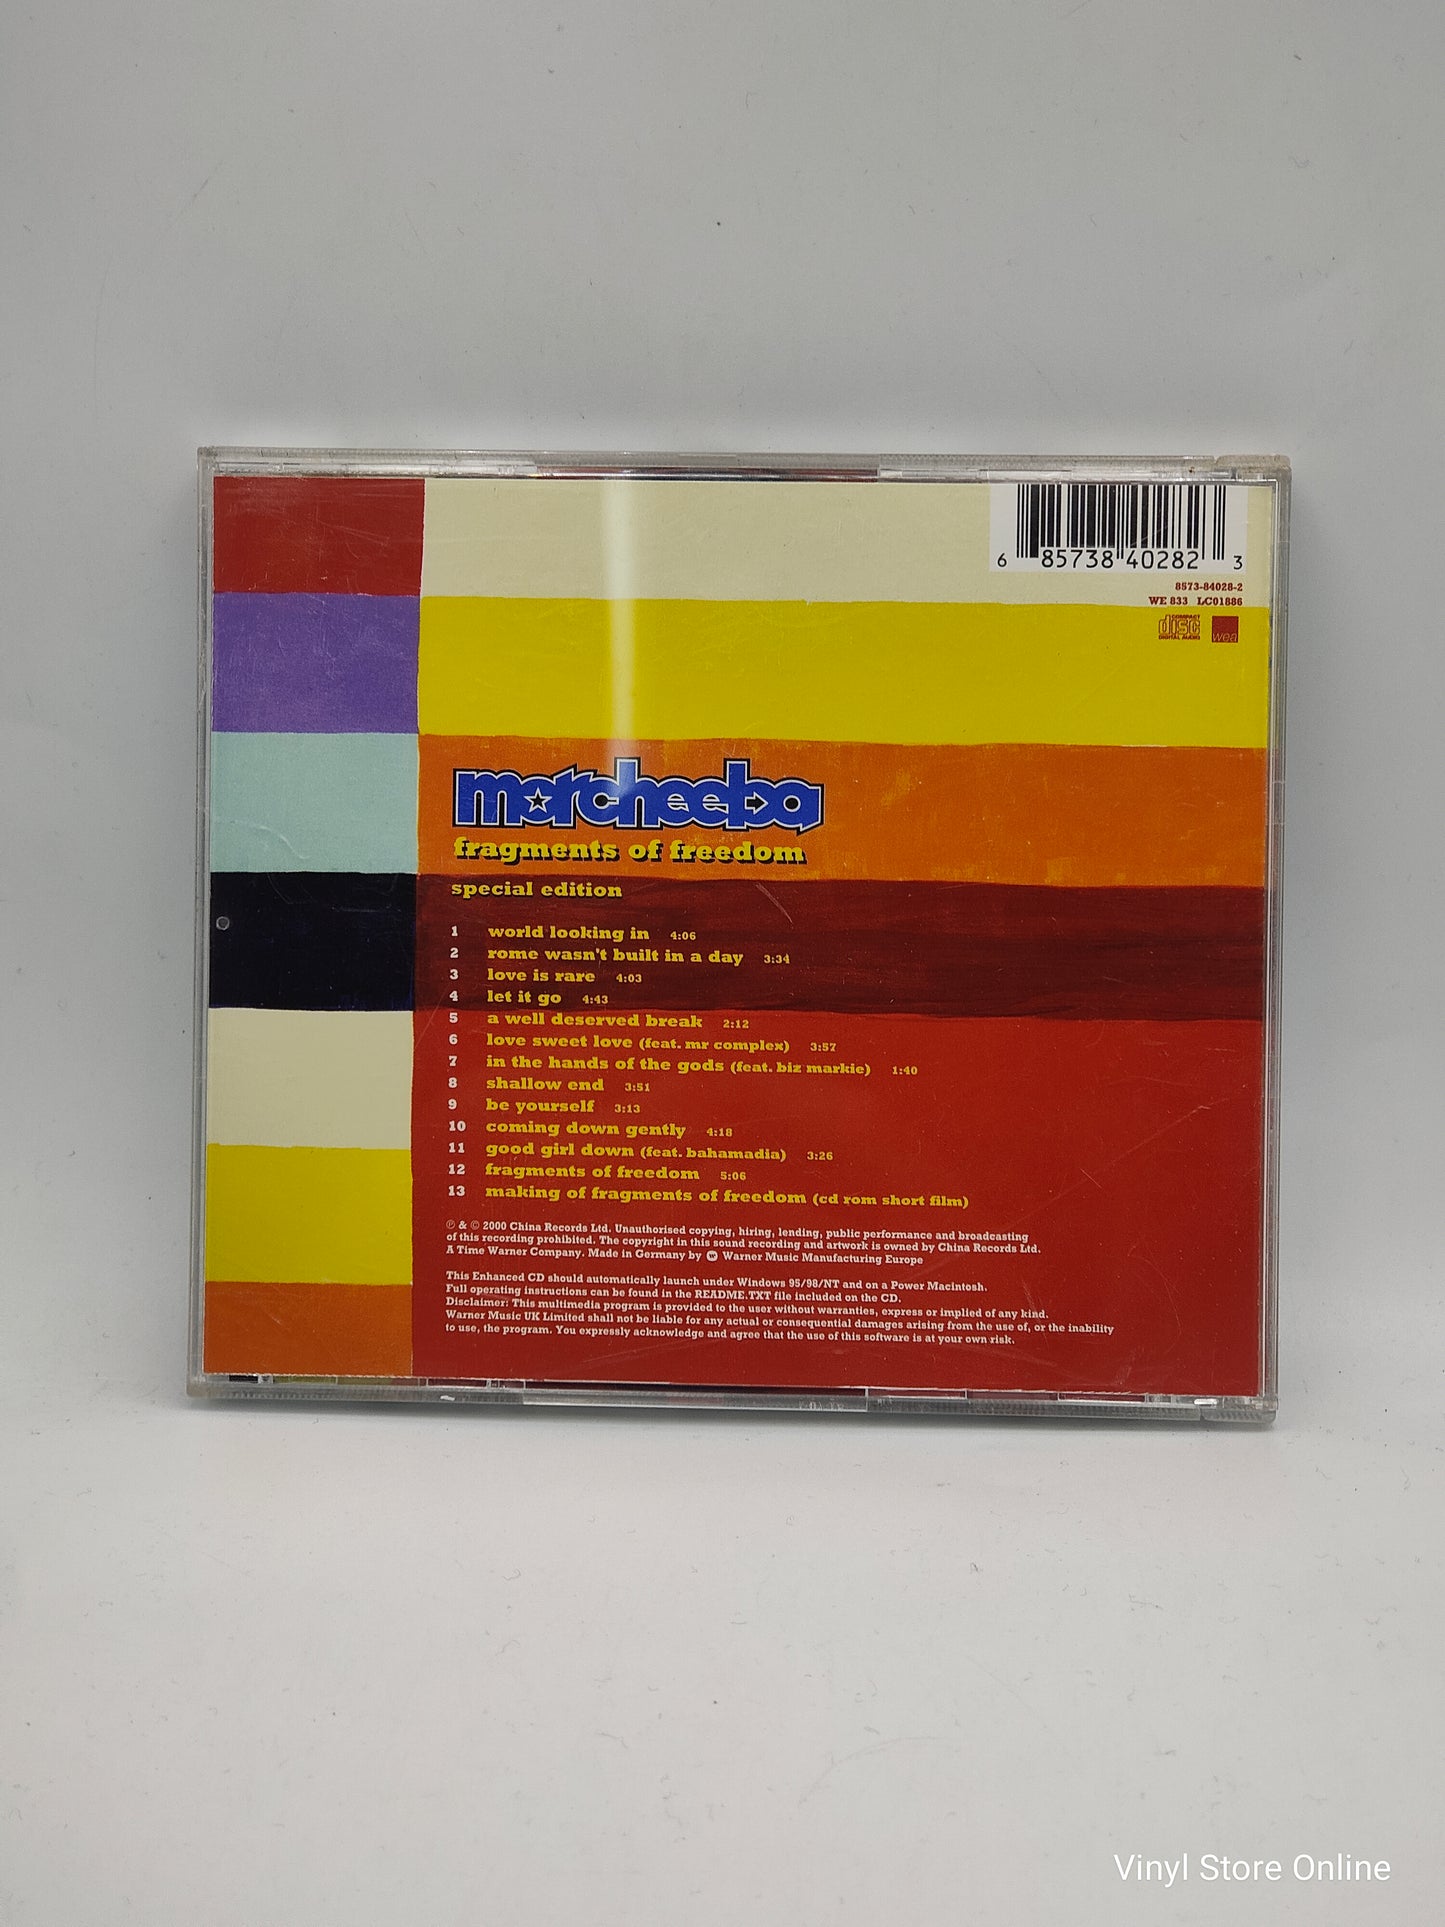 6 85738 40282 3
8573-84028-2
WE 833 LC01886
COMPACT
disc
DIGITAL AUDIO
wea
morcheeba
fragments of freedom
special edition
1 world looking in 4:06
2 rome wasn't built in a day 3:34
3 love is rare 4:03
4 let it go 4:43
5 a well deserved break 2:12
6 love sweet love (feat. mr complex) 3:57
7 in the hands of the gods (feat. biz markie) 1:40
8 shallow end 3:51
9 be yourself 3:13
10 coming down gently 4:18
11 good girl down (feat. bahamadia) 3:26
12 fragments of freedom 5:06
13 making of fragments of freedom (cd rom short film)
℗ & © 2000 China Records Ltd. Unauthorised copying, hiring, lending, public performance and broadcasting
of this recording prohibited. The copyright in this sound recording and artwork is owned by China Records Ltd.
A Time Warner Company. Made in Germany by Warner Music Manufacturing Europe
This Enhanced CD should automatically launch under Windows 95/98/NT and on a Power Macintosh.
Full operating instructions can be found in the README.TXT file included on the CD.
Disclaimer: This multimedia program is provided to the user without warranties, express or implied of any kind.
Warner Music UK Limited shall not be liable for any actual or consequential damages arising from the use of, or the inability
to use, the program. You expressly acknowledge and agree that the use of this software is at your own risk.
Vinyl Store Online